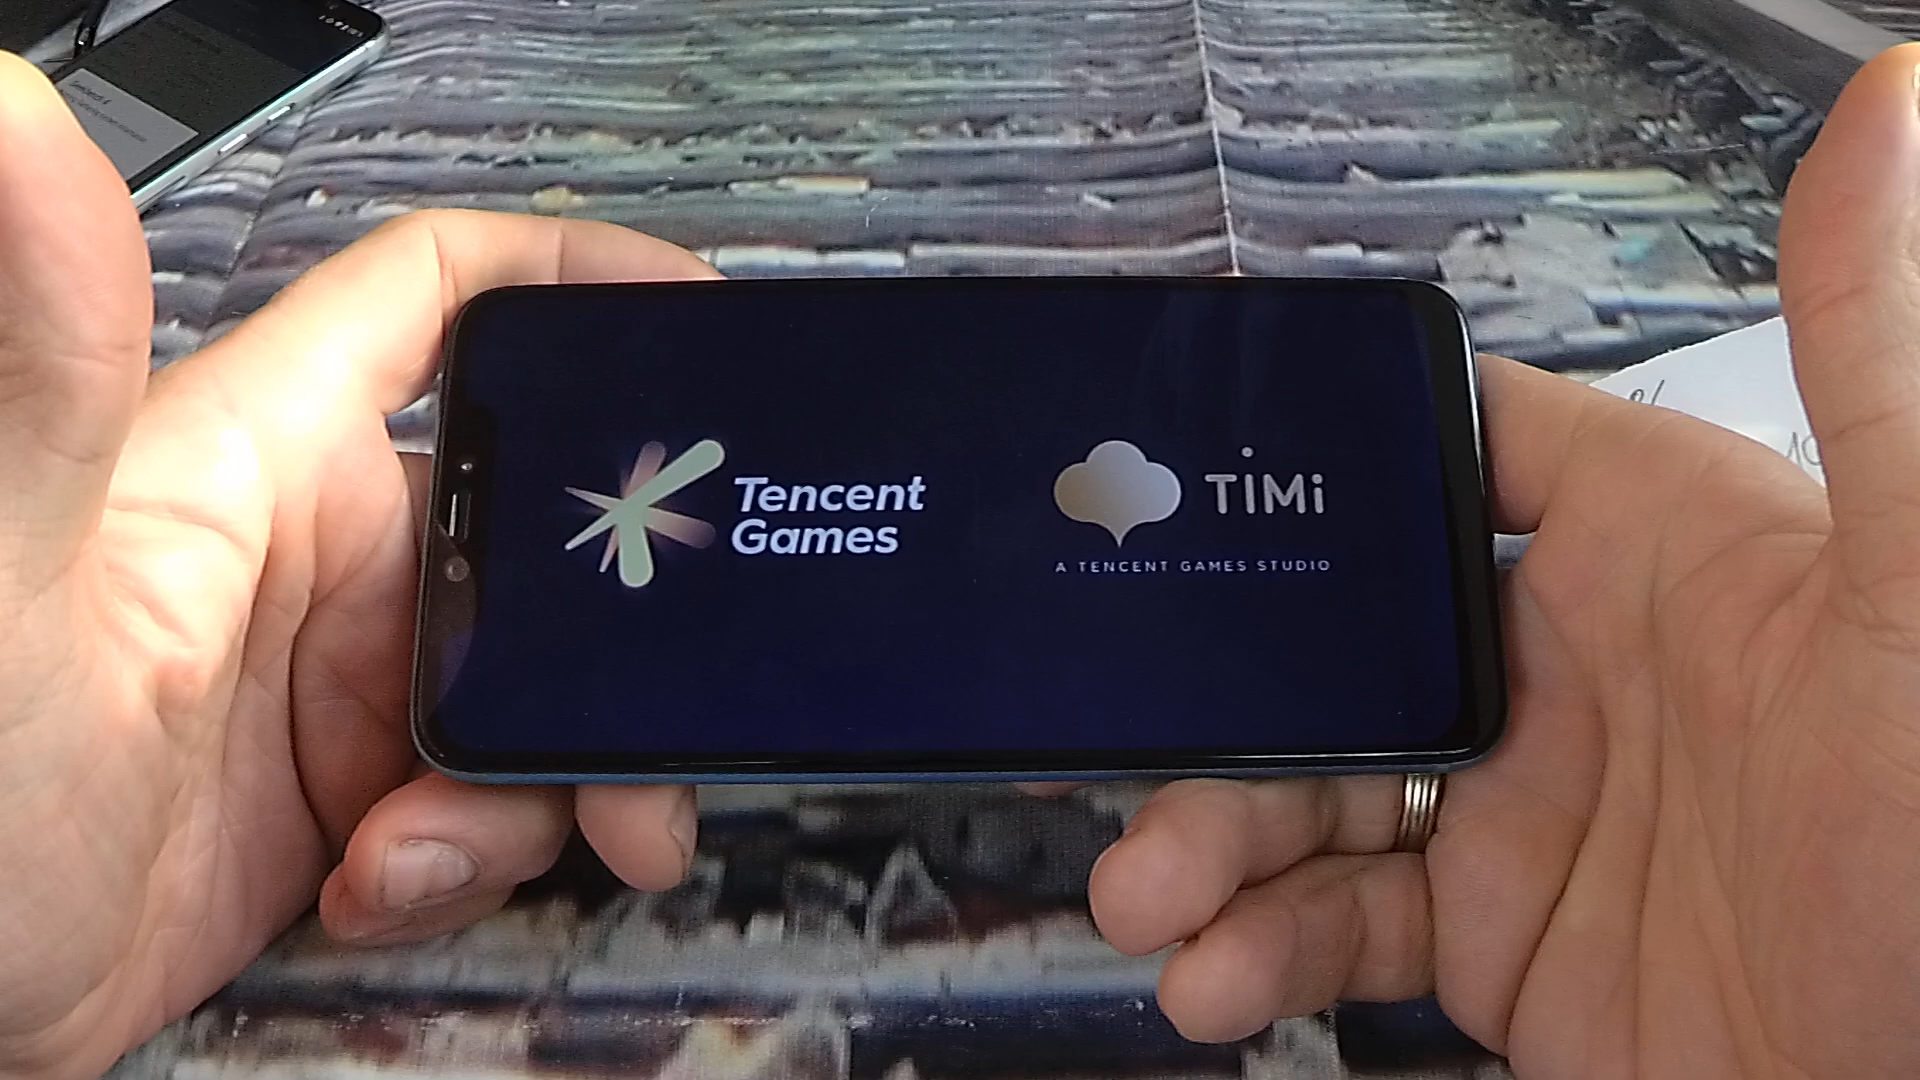 Tencent
Games
TiMi
A TENCENT GAMES STUDIO